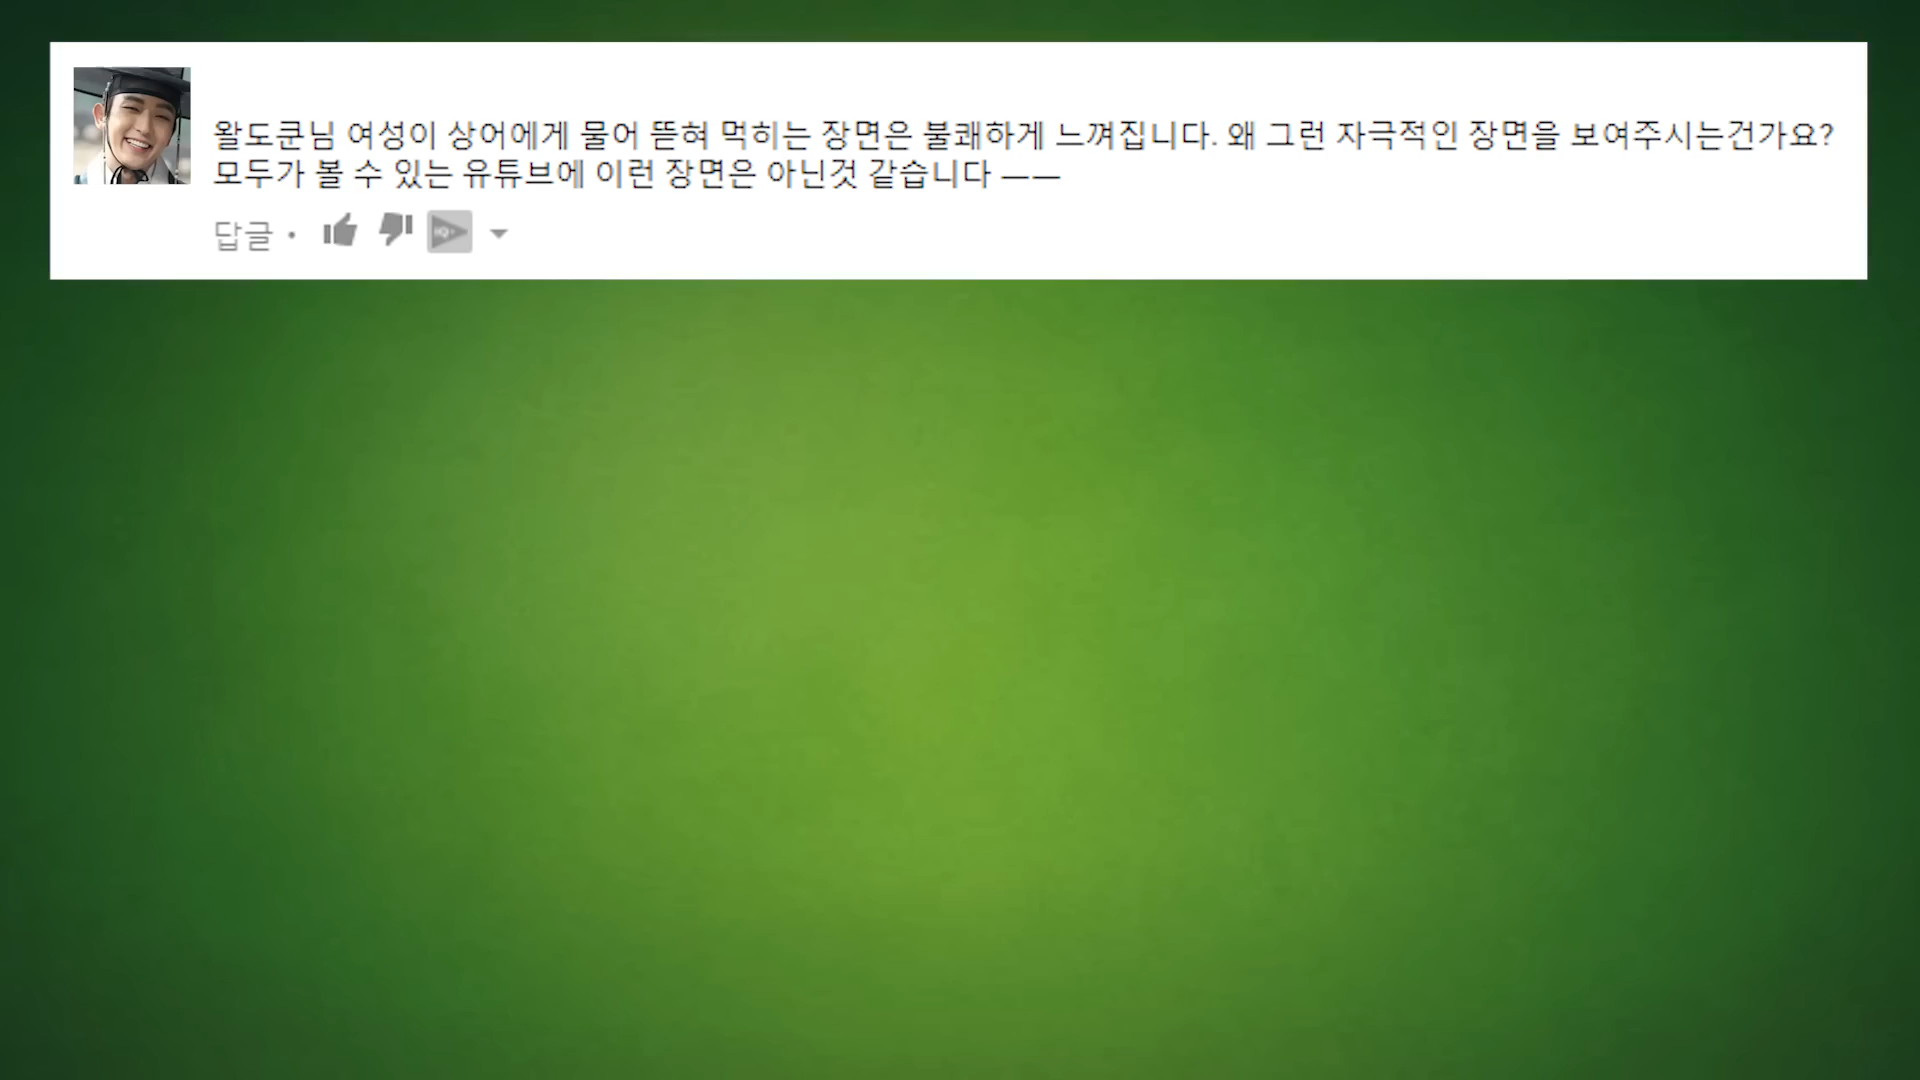 왈도쿤님 여성이 상어에게 물어 뜯혀 먹히는 장면은 불쾌하게 느껴집니다. 왜 그런 자극적인 장면을 보여주시는건가요?
모두가 볼 수 있는 유튜브에 이런 장면은 아닌것 같습니다 ㅡㅡ
답글 •
IQ+